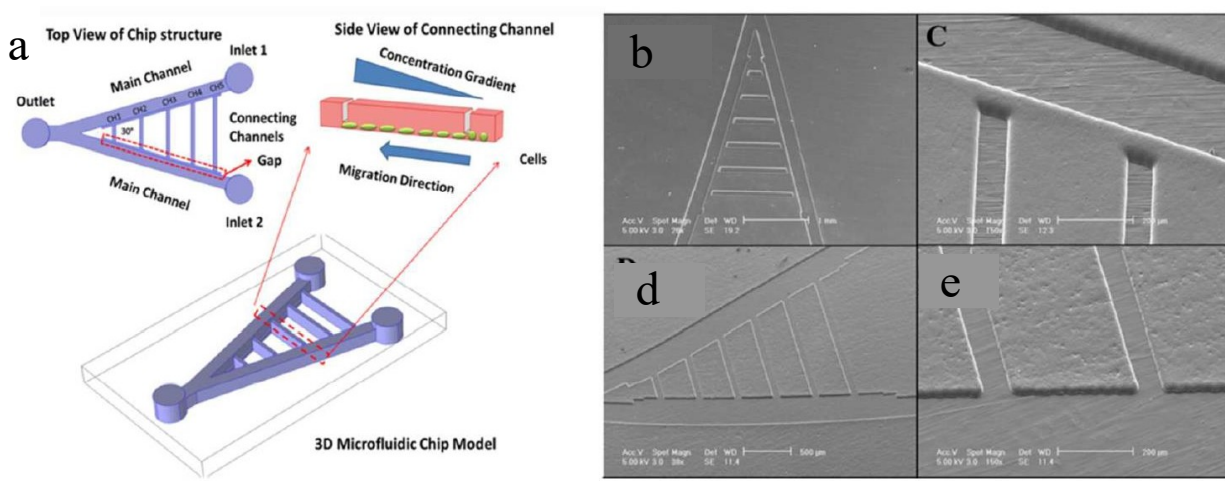 a
Top View of Chip structure
Inlet 1
Main Channel
Outlet
CH1 CH2 CH3 CH4 CH5
30°
Connecting
Channels
Gap
Main Channel
Inlet 2
Side View of Connecting Channel
Concentration Gradient
Migration Direction
Cells
3D Microfluidic Chip Model
b
Acc.V Spot Magn Det WD 1 mm
5.00 kV 3.0 26x SE 19.2
C
Acc.V Spot Magn Det WD 200 µm
5.00 kV 3.0 150x SE 12.3
d
Acc.V Spot Magn Det WD 500 µm
5.00 kV 3.0 38x SE 11.4
e
Acc.V Spot Magn Det WD 200 µm
5.00 kV 3.0 150x SE 11.4